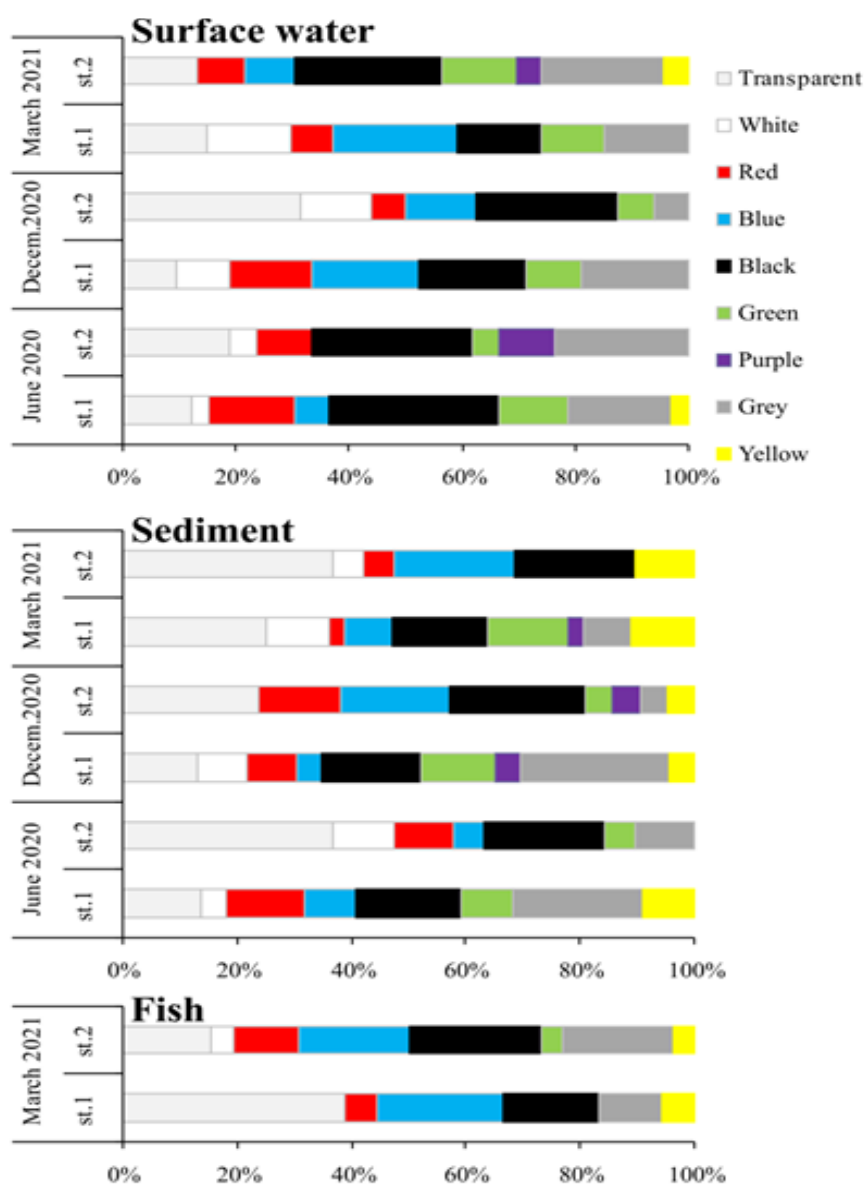 Surface water
March 2021
st.2
st.1
Decem.2020
st.2
st.1
June 2020
st.2
st.1
0% 20% 40% 60% 80% 100%
Transparent
White
Red
Blue
Black
Green
Purple
Grey
Yellow
Sediment
March 2021
st.2
st.1
Decem.2020
st.2
st.1
June 2020
st.2
st.1
0% 20% 40% 60% 80% 100%
Fish
March 2021
st.2
st.1
0% 20% 40% 60% 80% 100%